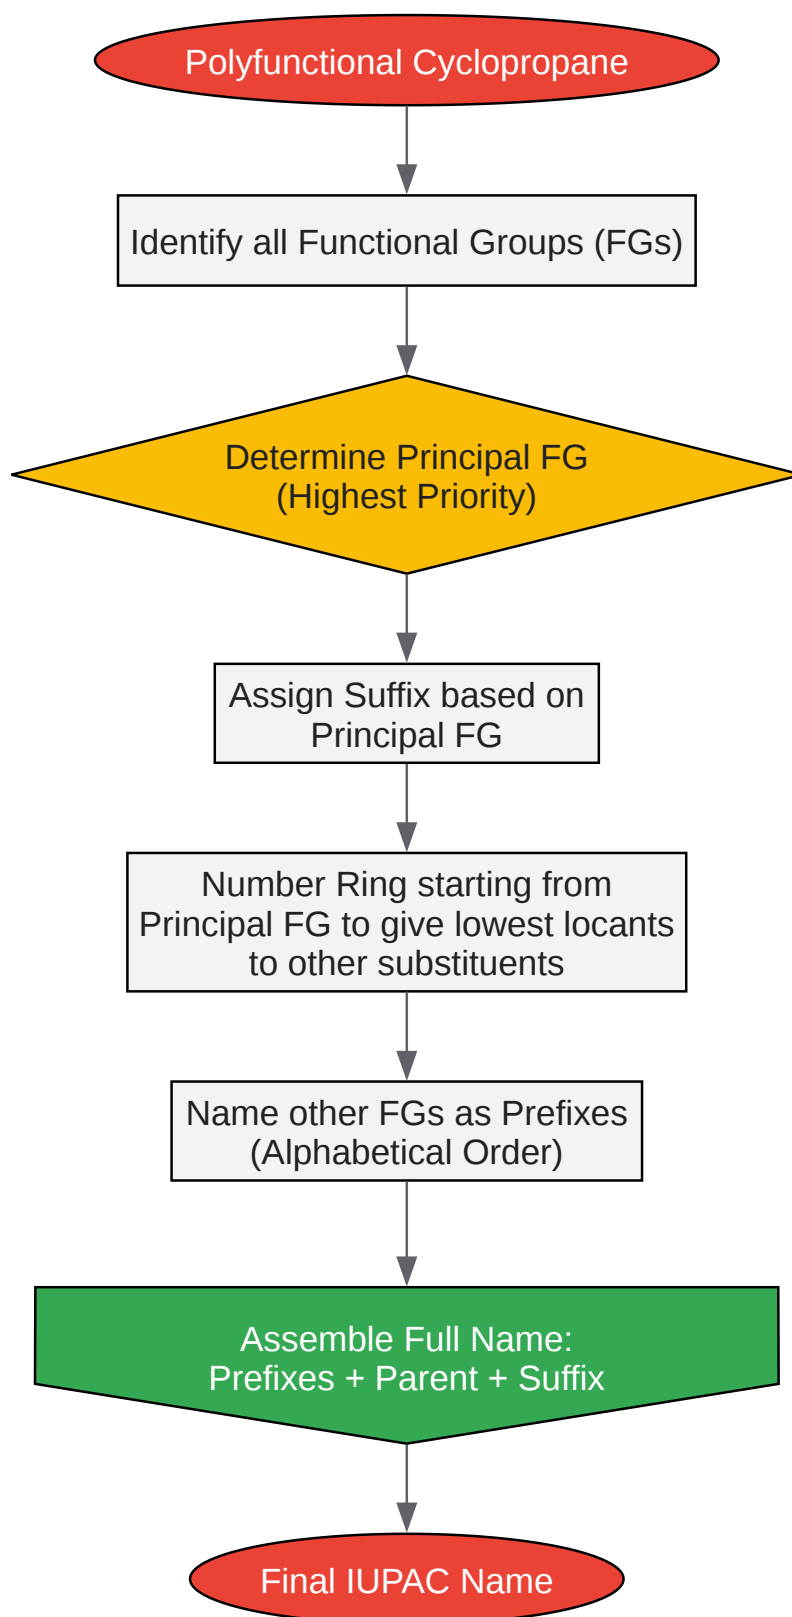 Polyfunctional Cyclopropane
Identify all Functional Groups (FGs)
Determine Principal FG
(Highest Priority)
Assign Suffix based on
Principal FG
Number Ring starting from
Principal FG to give lowest locants
to other substituents
Name other FGs as Prefixes
(Alphabetical Order)
Assemble Full Name:
Prefixes + Parent + Suffix
Final IUPAC Name